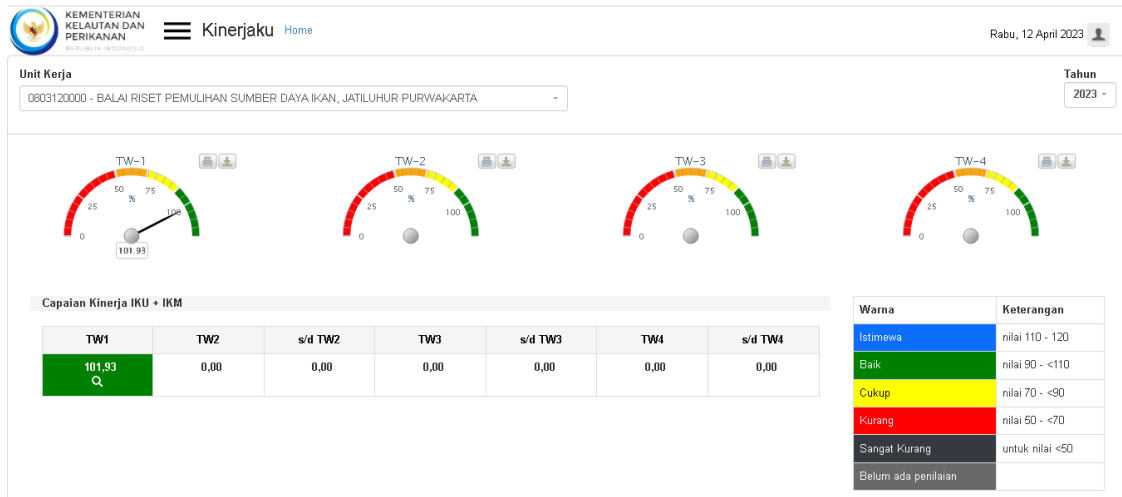 KEMENTERIAN
KELAUTAN DAN
PERIKANAN
REPUBLIK INDONESIA
Kinerjaku Home
Rabu, 12 April 2023
Unit Kerja
Tahun
0803120000 - BALAI RISET PEMULIHAN SUMBER DAYA IKAN, JATILUHUR PURWAKARTA
2023
TW-1
0 25 50 75 100
%
101.93
TW-2
0 25 50 75 100
%
TW-3
0 25 50 75 100
%
TW-4
0 25 50 75 100
%
Capaian Kinerja IKU + IKM
TW1 TW2 s/d TW2 TW3 s/d TW3 TW4 s/d TW4
101,93 0,00 0,00 0,00 0,00 0,00 0,00
Warna Keterangan
Istimewa nilai 110 - 120
Baik nilai 90 - <110
Cukup nilai 70 - <90
Kurang nilai 50 - <70
Sangat Kurang untuk nilai <50
Belum ada penilaian